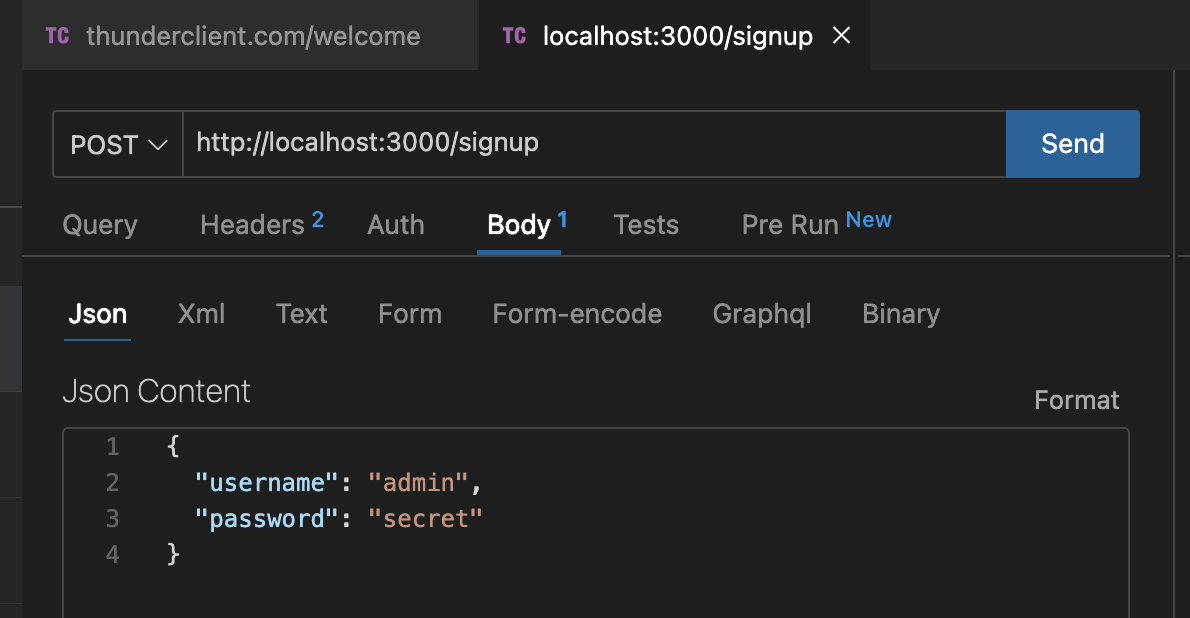 TC thunderclient.com/welcome TC localhost:3000/signup
POST http://localhost:3000/signup Send
Query Headers 2 Auth Body 1 Tests Pre Run New
Json Xml Text Form Form-encode Graphql Binary
Json Content
Format
1 {
2 "username": "admin",
3 "password": "secret"
4 }